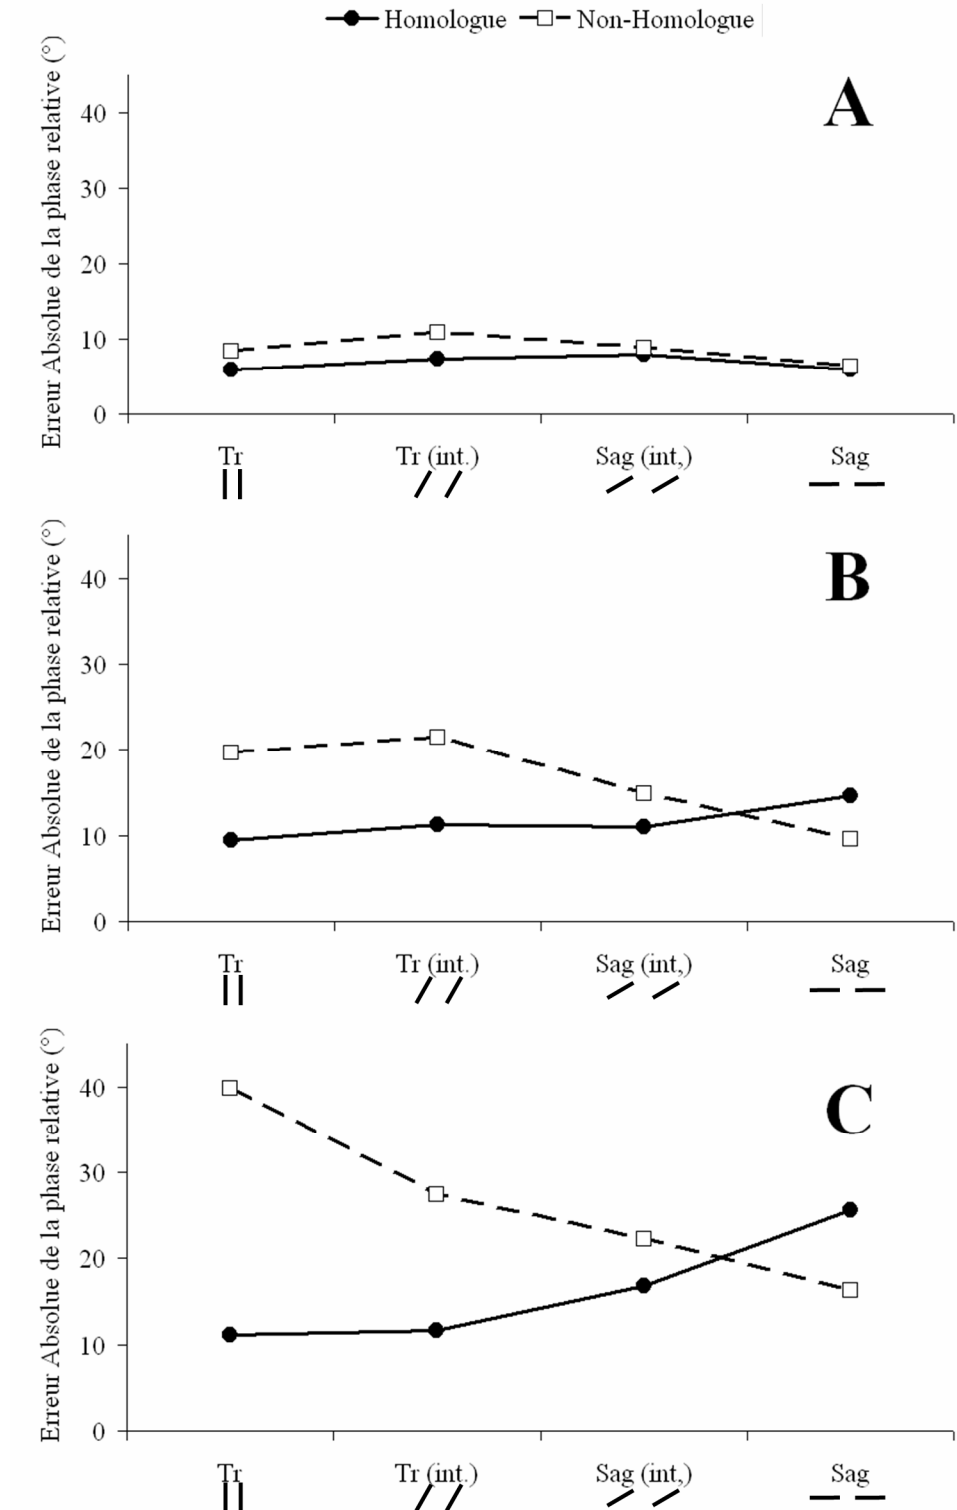 Homologue Non-Homologue
Erreur Absolue de la phase relative (°)
A
40
30
20
10
0
Tr Tr (int.) Sag (int,) Sag
Erreur Absolue de la phase relative (°)
B
40
30
20
10
0
Tr Tr (int.) Sag (int,) Sag
Erreur Absolue de la phase relative (°)
C
40
30
20
10
0
Tr Tr (int.) Sag (int,) Sag